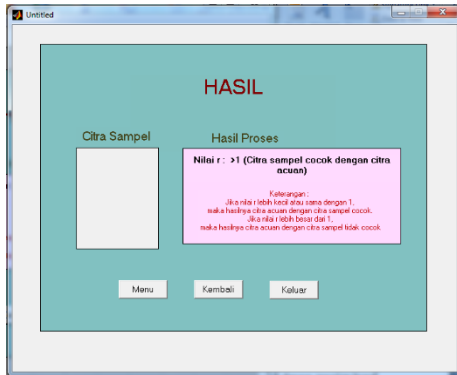 Untitled
HASIL
Citra Sampel
Hasil Proses
Nilai r : >1 (Citra sampel cocok dengan citra
acuan)
Keterangan :
Jika nilai r lebih kecil atau sama dengan 1,
maka hasilnya citra acuan dengan citra sampel cocok.
Jika nilai r lebih besar dari 1,
maka hasilnya citra acuan dengan citra sampel tidak cocok.
Menu
Kembali
Keluar